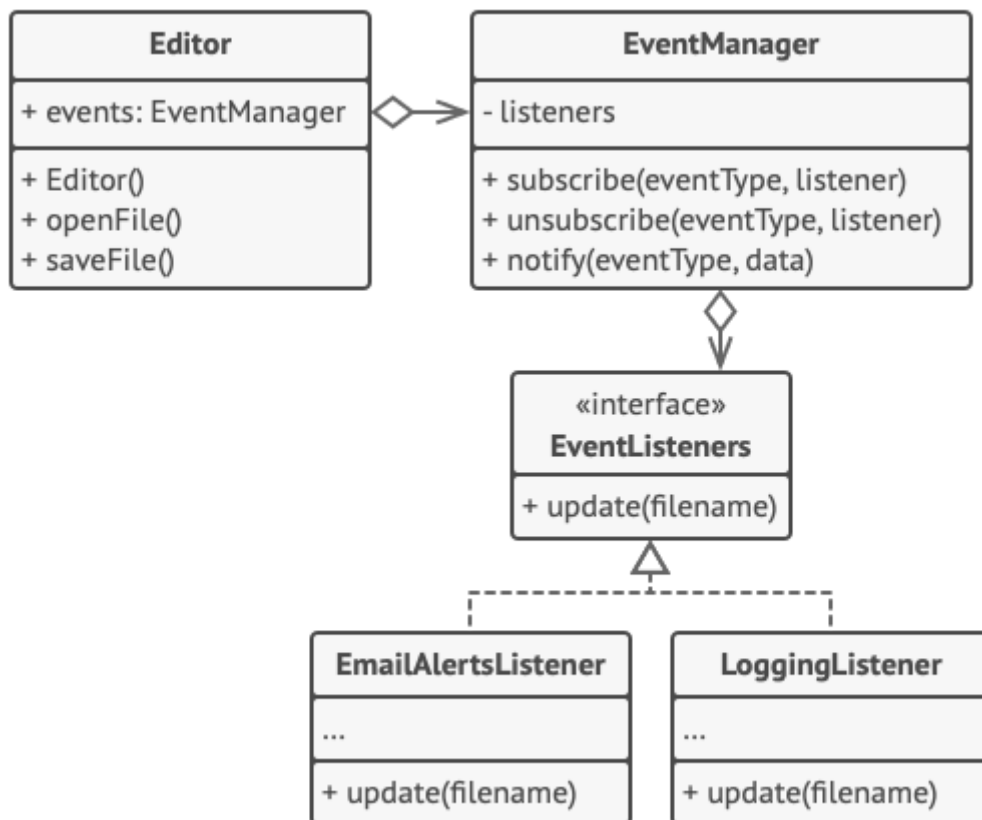 Editor
+ events: EventManager
+ Editor()
+ openFile()
+ saveFile()
EventManager
- listeners
+ subscribe(eventType, listener)
+ unsubscribe(eventType, listener)
+ notify(eventType, data)
«interface»
EventListeners
+ update(filename)
EmailAlertsListener
...
+ update(filename)
LoggingListener
...
+ update(filename)